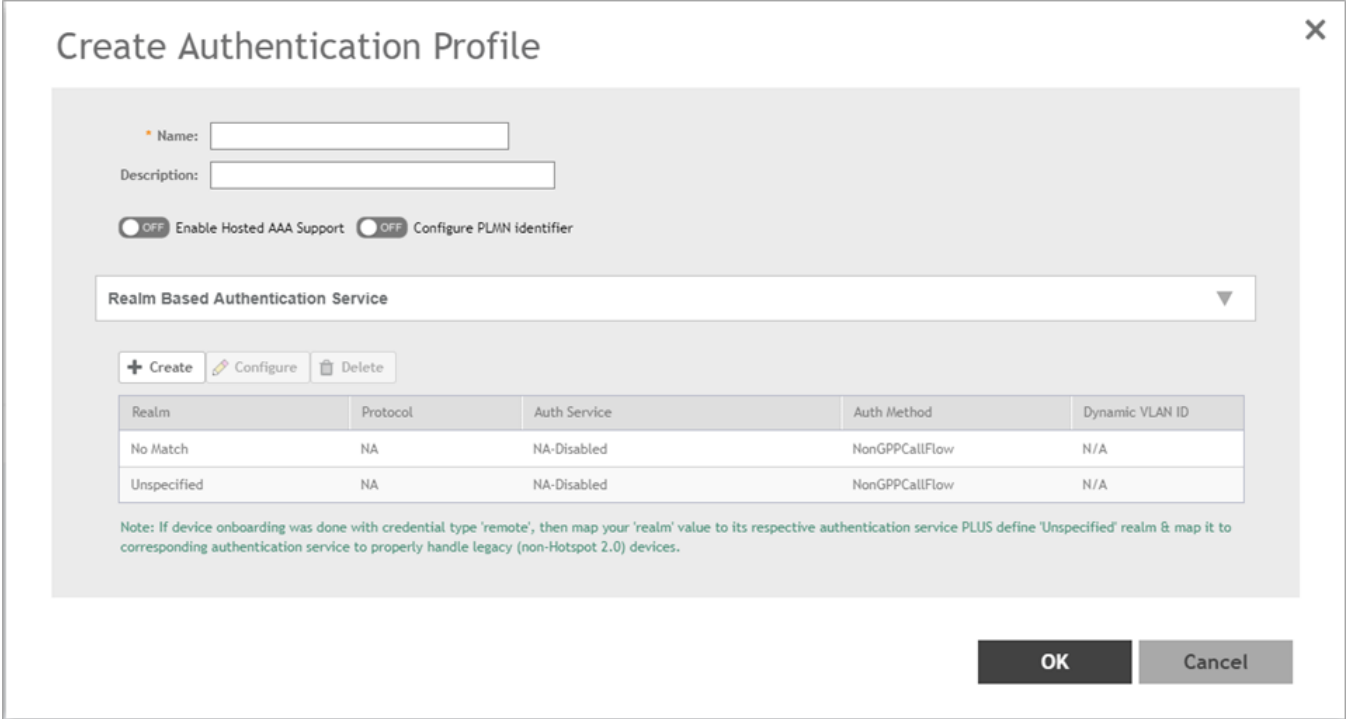 Create Authentication Profile
* Name:
Description:
OFF Enable Hosted AAA Support OFF Configure PLMN identifier
Realm Based Authentication Service
+ Create Configure Delete
Realm Protocol Auth Service Auth Method Dynamic VLAN ID
No Match NA NA-Disabled NonGPPCallFlow N/A
Unspecified NA NA-Disabled NonGPPCallFlow N/A
Note: If device onboarding was done with credential type 'remote', then map your 'realm' value to its respective authentication service PLUS define 'Unspecified' realm & map it to
corresponding authentication service to properly handle legacy (non-Hotspot 2.0) devices.
OK Cancel